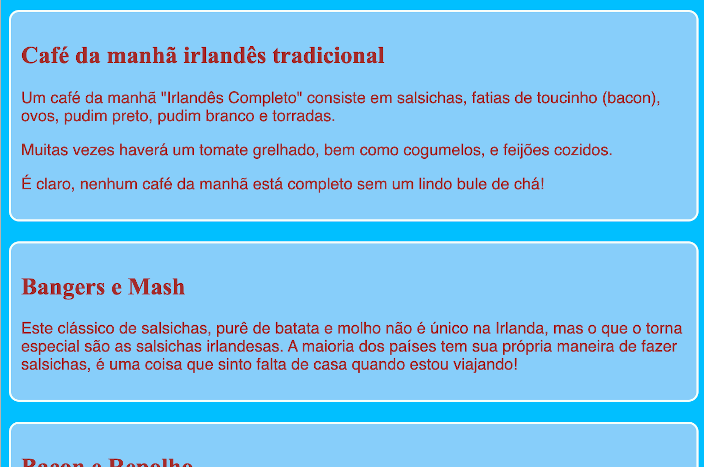 Café da manhã irlandês tradicional
Um café da manhã "Irlandês Completo" consiste em salsichas, fatias de toucinho (bacon),
ovos, pudim preto, pudim branco e torradas.
Muitas vezes haverá um tomate grelhado, bem como cogumelos, e feijões cozidos.
É claro, nenhum café da manhã está completo sem um lindo bule de chá!
Bangers e Mash
Este clássico de salsichas, purê de batata e molho não é único na Irlanda, mas o que o torna
especial são as salsichas irlandesas. A maioria dos países tem sua própria maneira de fazer
salsichas, é uma coisa que sinto falta de casa quando estou viajando!
Bacon e Repolho